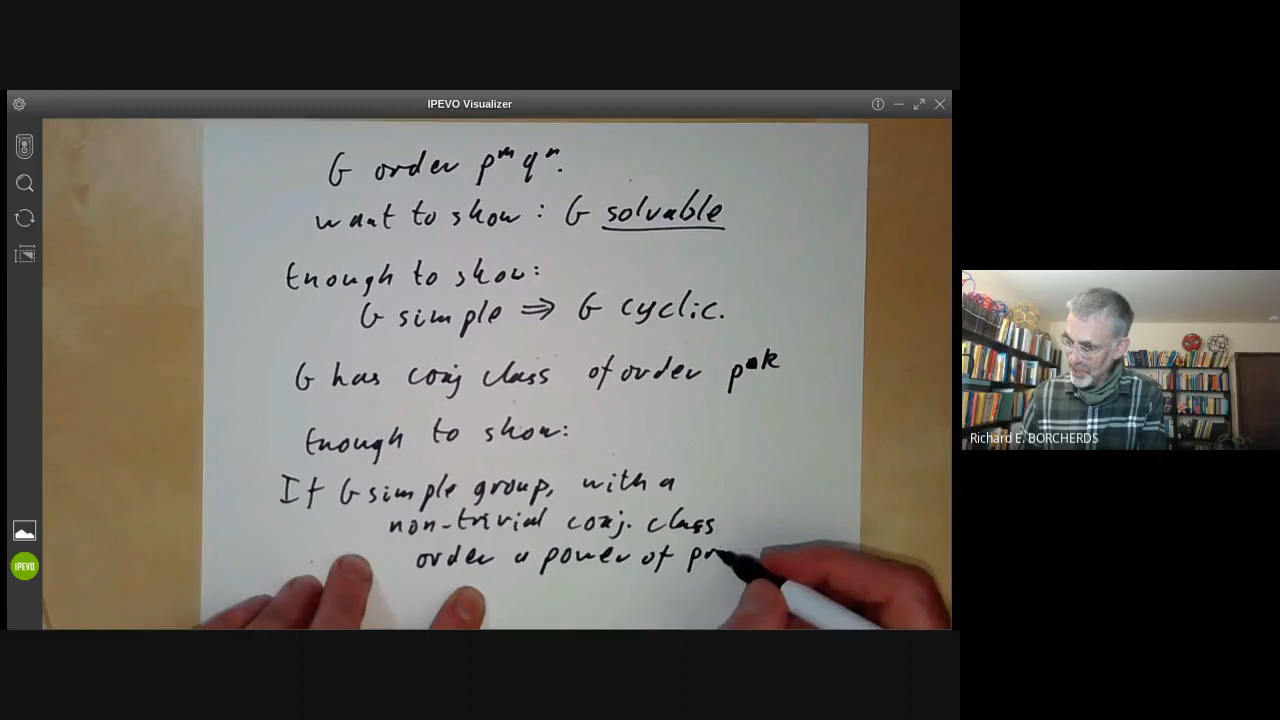 IPEVO Visualizer
G order p^m q^n.
want to show: G solvable
Enough to show:
G simple ⇒ G cyclic.
G has conj class of order p^k
Enough to show:
If G simple group, with a
non-trivial conj. class
order a power of
Richard E. BORCHERDS
IPEVO